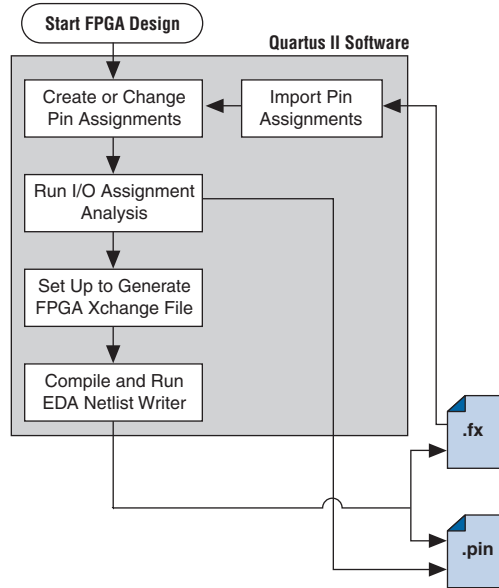 Start FPGA Design
Quartus II Software
Create or Change
Pin Assignments
Import Pin
Assignments
Run I/O Assignment
Analysis
Set Up to Generate
FPGA Xchange File
Compile and Run
EDA Netlist Writer
.fx
.pin